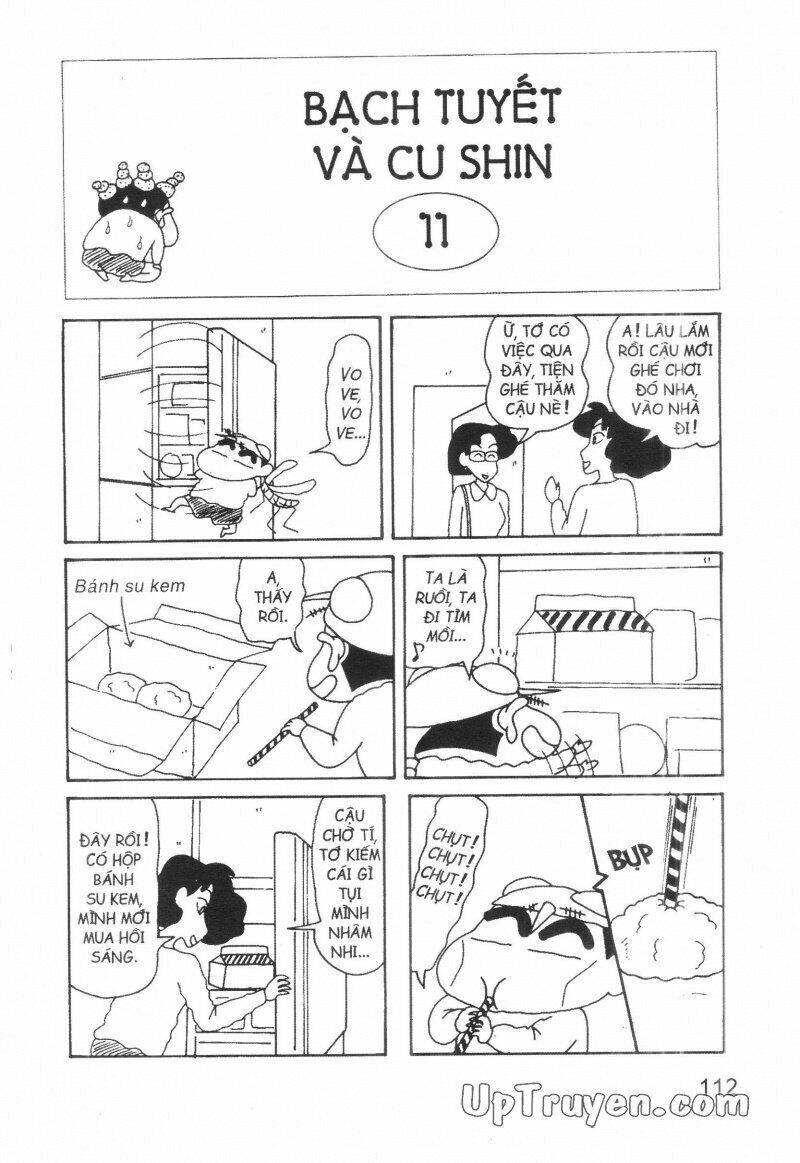 BẠCH TUYẾT
VÀ CU SHIN
11
A! LÂU LẮM
RỒI CẬU MỚI
GHÉ CHƠI
ĐÓ NHA,
VÀO NHÀ
ĐI!
Ừ, TỚ CÓ
VIỆC QUA
ĐÂY, TIỆN
GHÉ THĂM
CẬU NÈ!
VO
VE,
VO
VE...
TA LÀ
RUỒI, TA
ĐI TÌM
MỒI...
A,
THẤY
RỒI.
Bánh su kem
BỤP
CHỤT!
CHỤT!
CHỤT!
CHỤT!
CẬU
CHỜ TÍ,
TỚ KIẾM
CÁI GÌ
TỤI
MÌNH
NHÂM
NHI...
ĐÂY RỒI!
CÓ HỘP
BÁNH
SU KEM,
MÌNH MỚI
MUA HỒI
SÁNG.
112
UpTruyen.com